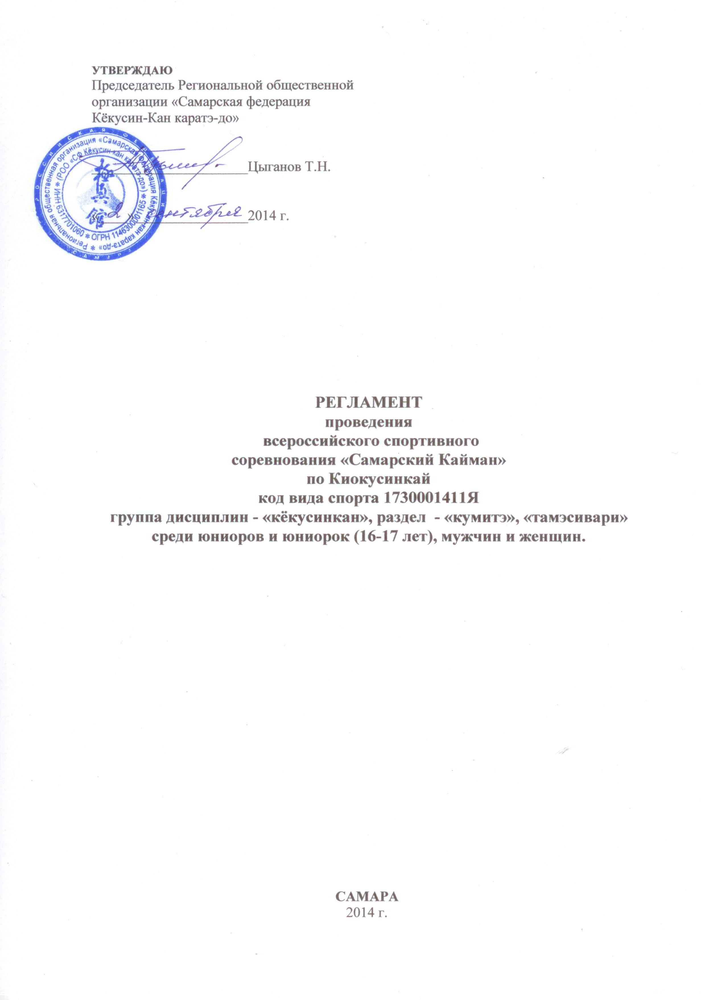 УТВЕРЖДАЮ
Председатель Региональной общественной
организации «Самарская федерация
Кёкусин-Кан каратэ-до»
Цыганов Т.Н.
«2» сентября 2014 г.
РОССИЙСКАЯ ФЕДЕРАЦИЯ
САМАРА
Региональная общественная организация «Самарская федерация Кёкусин-кан каратэ-до» *
ИНН 6317701060 * ОГРН 1146300001165 *
* (РОО «СФ Кёкусин-кан каратэ-до»)
РЕГЛАМЕНТ
проведения
всероссийского спортивного
соревнования «Самарский Кайман»
по Киокусинкай
код вида спорта 1730001411Я
группа дисциплин - «кёкусинкан», раздел - «кумитэ», «тамэсивари»
среди юниоров и юниорок (16-17 лет), мужчин и женщин.
САМАРА
2014 г.